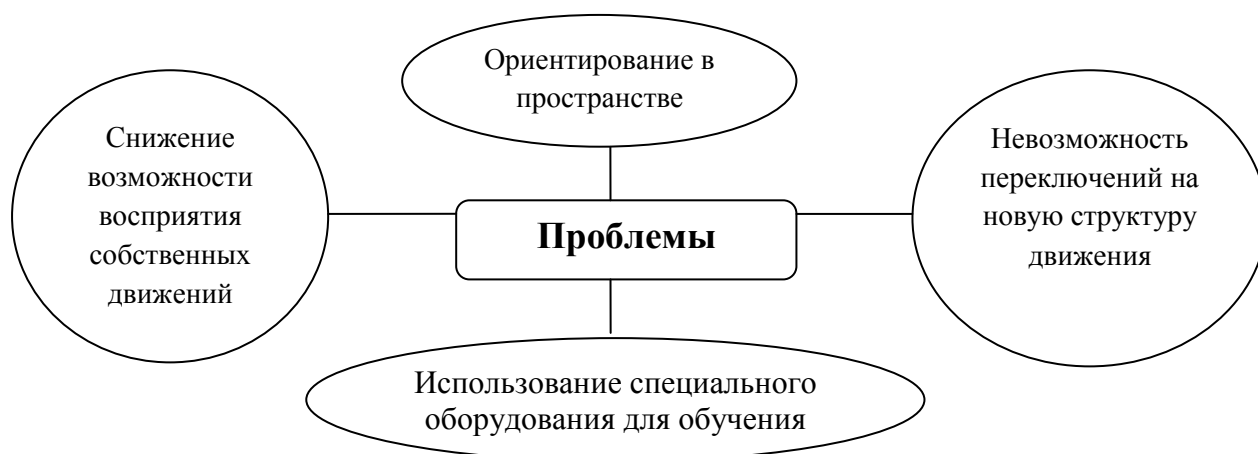 Ориентирование в
пространстве
Снижение
возможности
восприятия
собственных
движений
Проблемы
Невозможность
переключений на
новую структуру
движения
Использование специального
оборудования для обучения